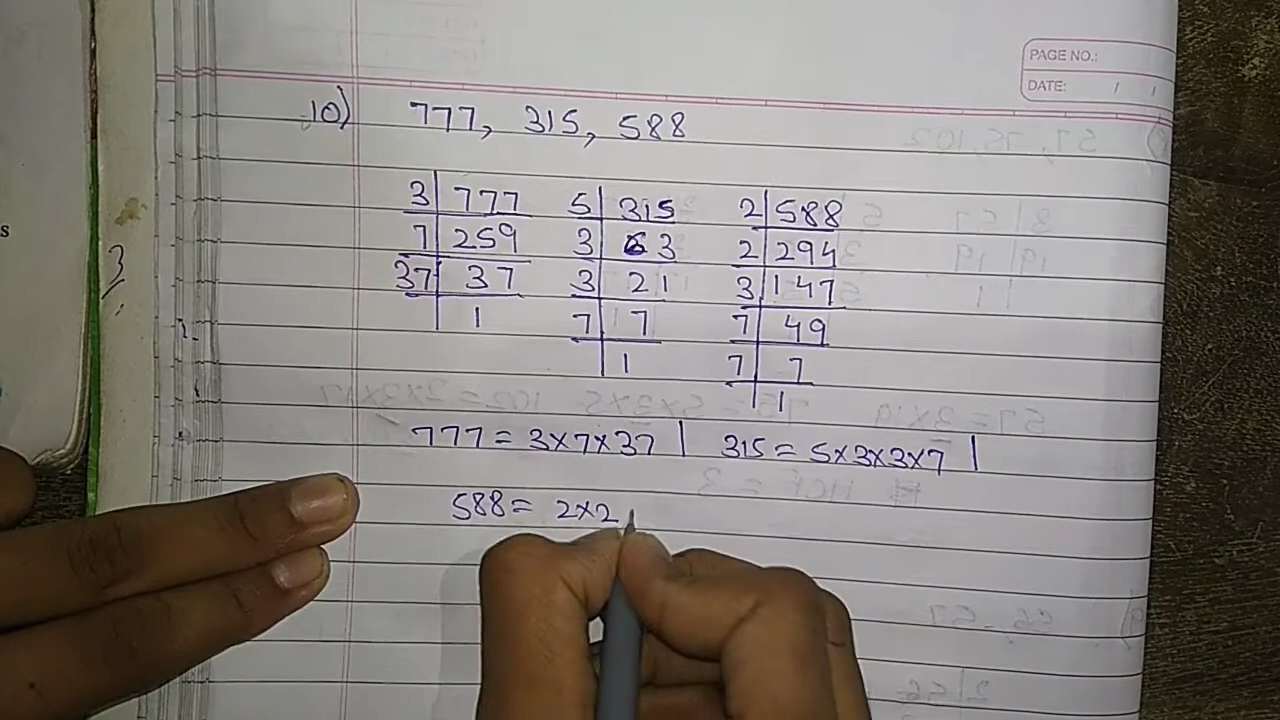 PAGE NO.:
DATE: / /
10) 777, 315, 588
3 | 777 5 | 315 2 | 588
7 | 259 3 | 63 2 | 294
37 | 37 3 | 21 3 | 147
| 1 7 | 7 7 | 49
| 1 7 | 7
| 1
777 = 3×7×37 | 315 = 5×3×3×7 |
588 = 2×2
s
3